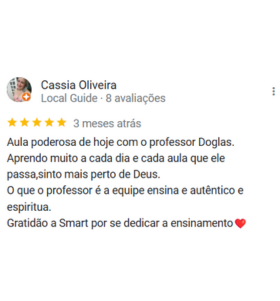 Cassia Oliveira
Local Guide · 8 avaliações
★★★★★ 3 meses atrás
Aula poderosa de hoje com o professor Doglas.
Aprendo muito a cada dia e cada aula que ele
passa,sinto mais perto de Deus.
O que o professor é a equipe ensina e autêntico e
espiritua.
Gratidão a Smart por se dedicar a ensinamento❤️